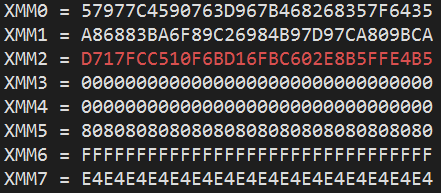 XMM0 = 57977C4590763D967B468268357F6435
XMM1 = A86883BA6F89C26984B97D97CA809BCA
XMM2 = D717FCC510F6BD16FBC602E8B5FFE4B5
XMM3 = 00000000000000000000000000000000
XMM4 = 00000000000000000000000000000000
XMM5 = 80808080808080808080808080808080
XMM6 = FFFFFFFFFFFFFFFFFFFFFFFFFFFFFFFF
XMM7 = E4E4E4E4E4E4E4E4E4E4E4E4E4E4E4E4